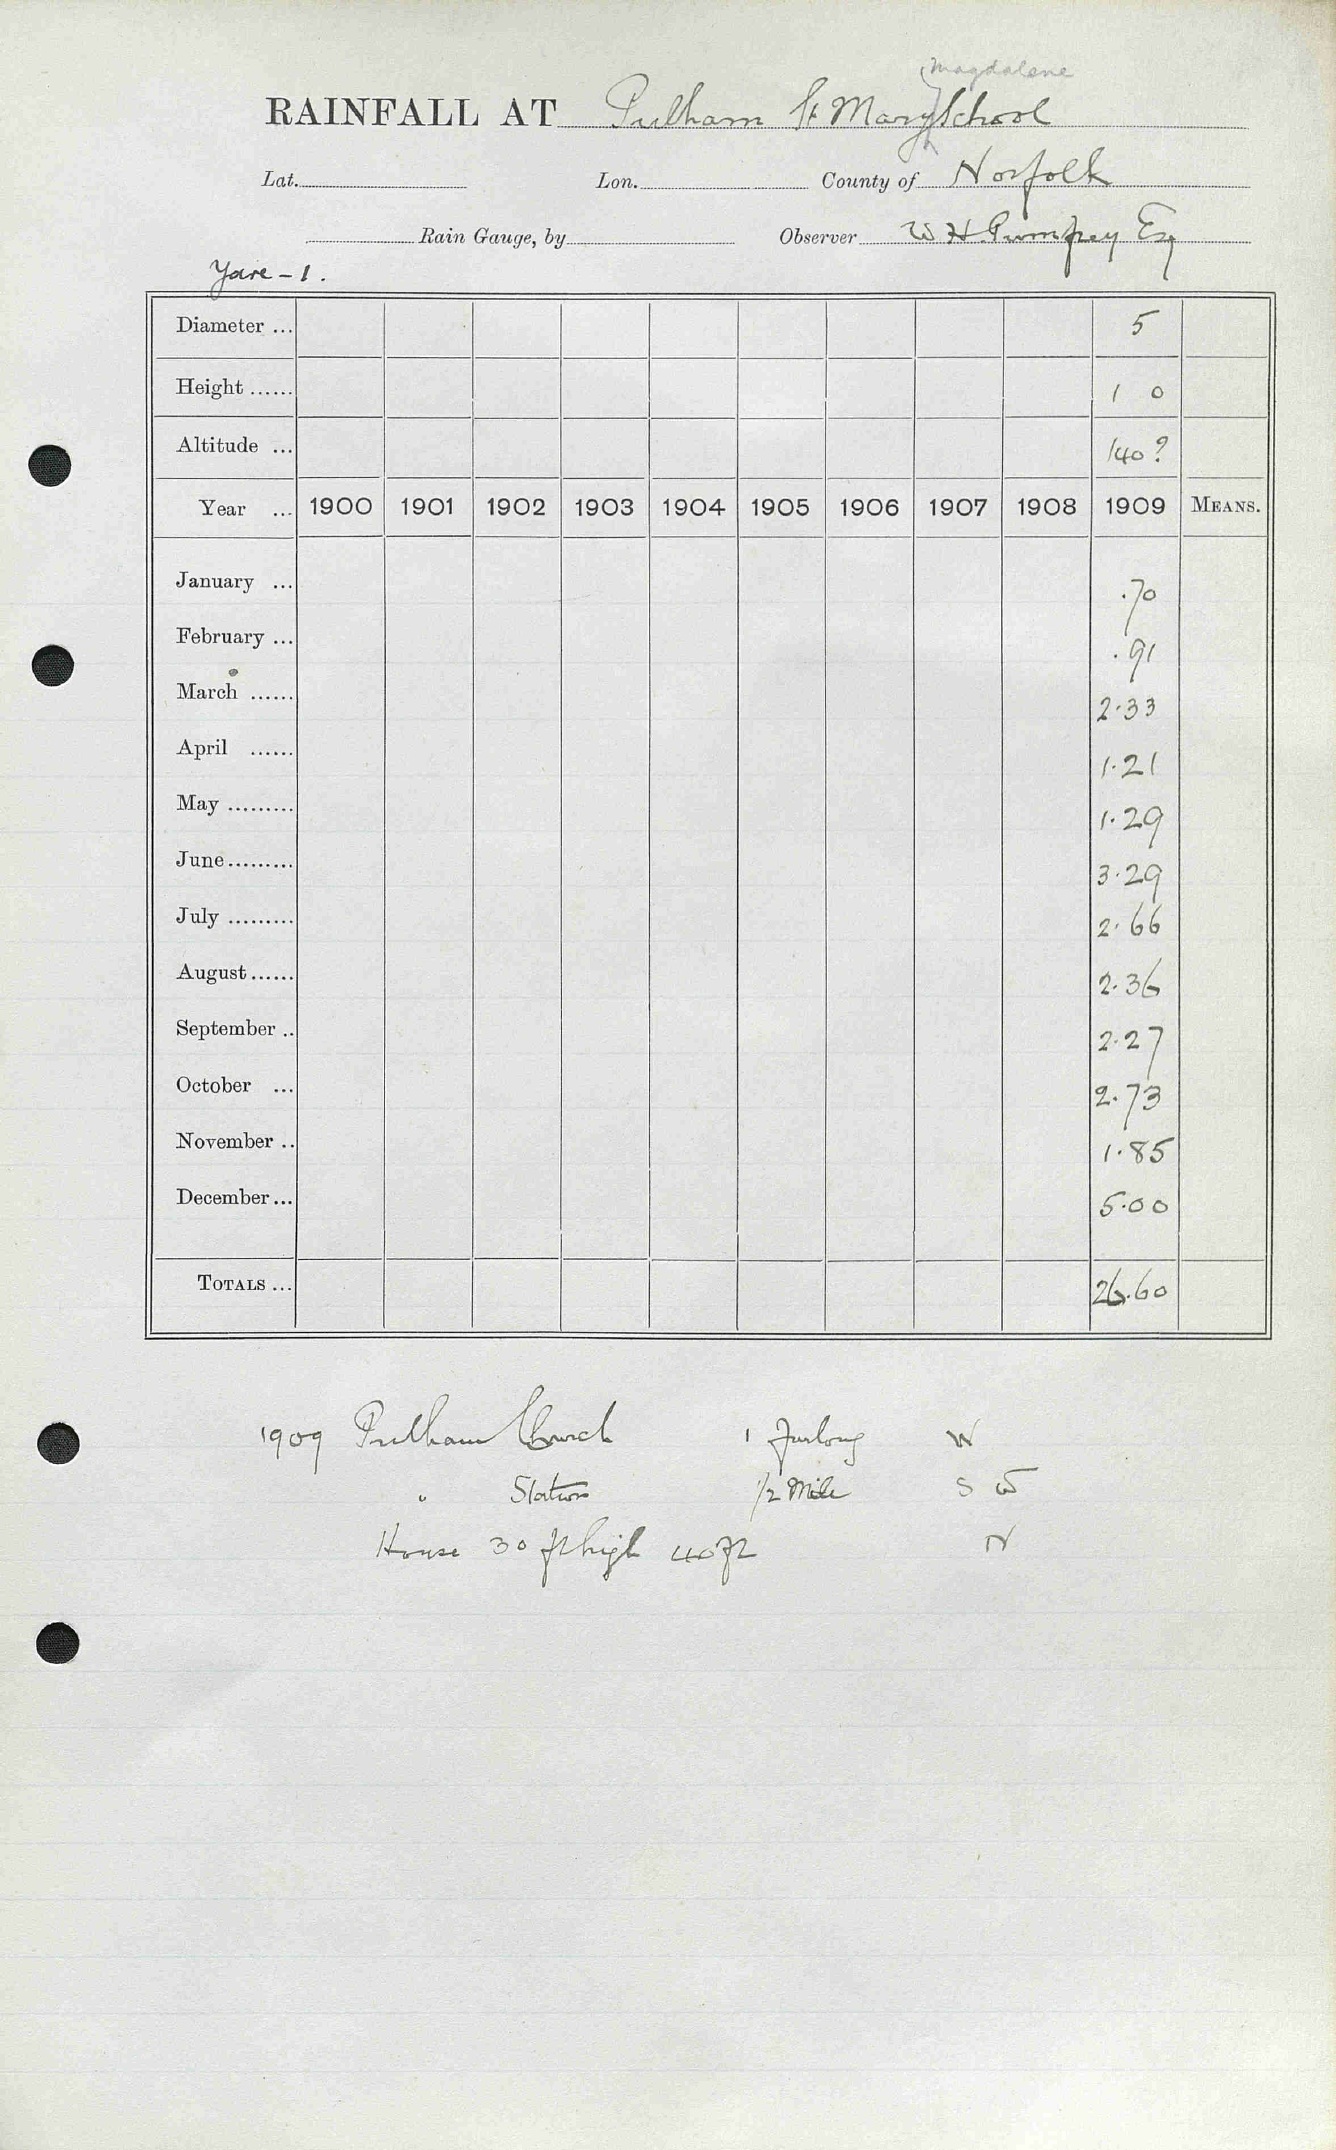 Magdalene
RAINFALL AT Pulham St Mary School
Lat. Lon. County of Norfolk
Rain Gauge, by Observer W H Pumfrey Esq
Yare - 1.
Diameter ... 5
Height ...... 1 0
Altitude ... 140?
Year ... 1900 1901 1902 1903 1904 1905 1906 1907 1908 1909 MEANS.
January ... .70
February ... .91
March ...... 2.33
April ...... 1.21
May ......... 1.29
June ......... 3.29
July ......... 2.66
August ...... 2.36
September .. 2.27
October ... 2.73
November .. 1.85
December ... 5.00
TOTALS ... 26.60
1909 Pulham Church 1 furlong W
" Station 1/2 Mile S W
House 30 ft high 40 ft N